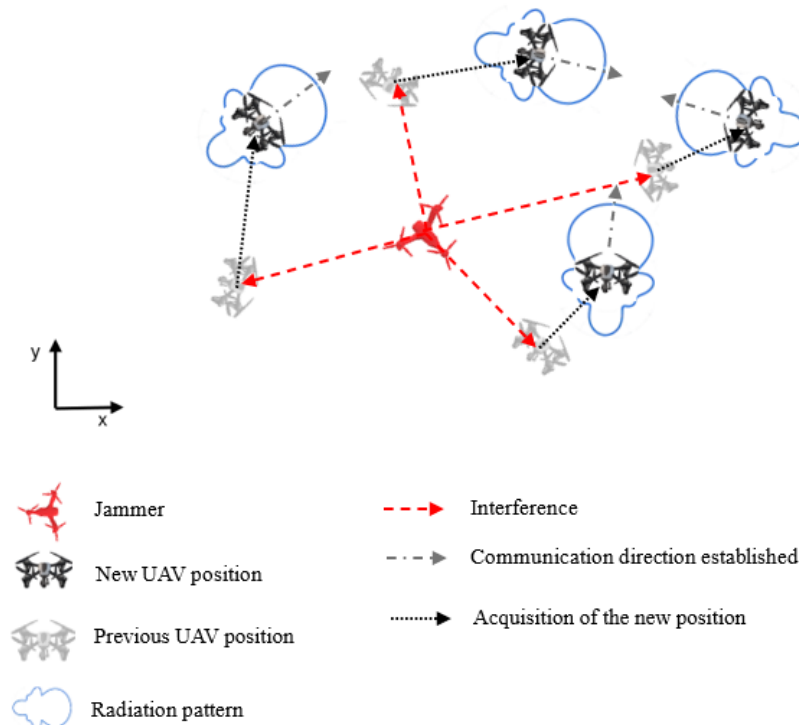 y
x
Jammer
Interference
New UAV position
Communication direction established
Previous UAV position
Acquisition of the new position
Radiation pattern